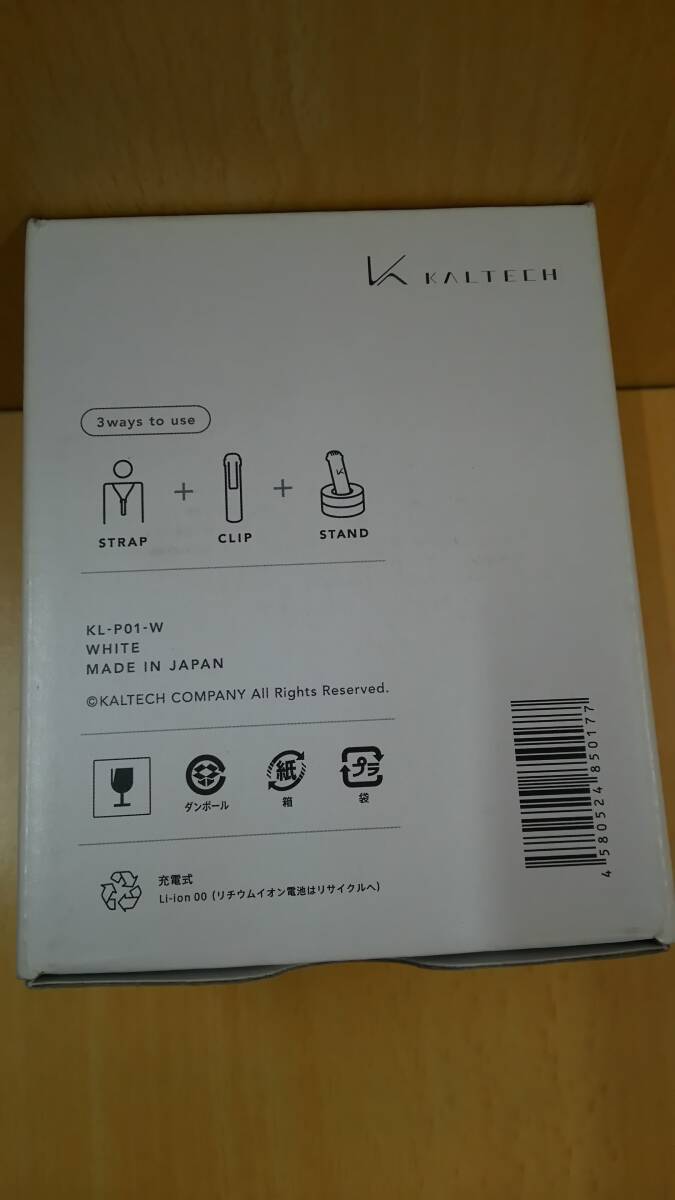 KALTECH
3ways to use
STRAP + CLIP + STAND
KL-P01-W
WHITE
MADE IN JAPAN
©KALTECH COMPANY All Rights Reserved.
ダンボール
紙
箱
プラ
袋
充電式
Li-ion 00 (リチウムイオン電池はリサイクルへ)
4580524850177